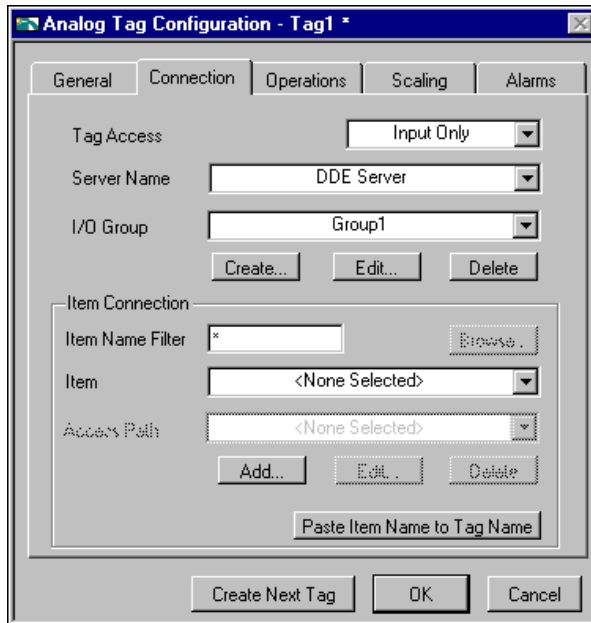 Analog Tag Configuration - Tag1 *
General Connection Operations Scaling Alarms
Tag Access Input Only
Server Name DDE Server
I/O Group Group1
Create... Edit... Delete
Item Connection
Item Name Filter * Browse...
Item <None Selected>
Access Path <None Selected>
Add... Edit... Delete
Paste Item Name to Tag Name
Create Next Tag OK Cancel